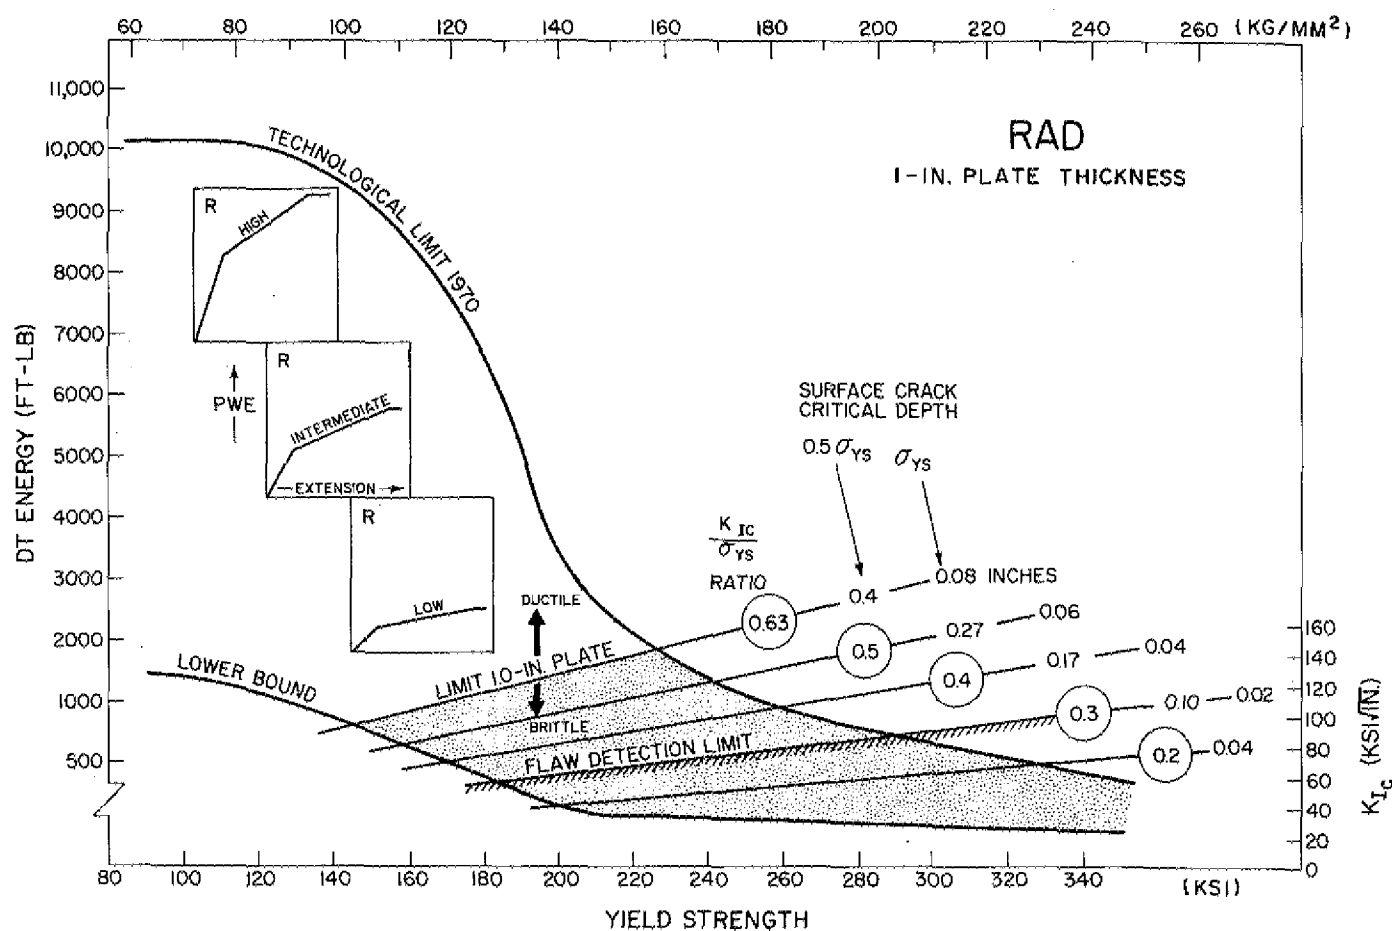 60 80 100 120 140 160 180 200 220 240 260 (KG/MM²)
11,000
10,000
9000
8000
7000
6000
5000
4000
3000
2000
1000
500
DT ENERGY (FT-LB)
RAD
1-IN. PLATE THICKNESS
TECHNOLOGICAL LIMIT 1970
R
HIGH
PWE
R
INTERMEDIATE
EXTENSION
R
LOW
SURFACE CRACK
CRITICAL DEPTH
0.5 σYS σYS
K IC
σYS
RATIO
0.63 0.4 0.08 INCHES
0.5 0.27 0.06
0.4 0.17 0.04
0.3 0.10 0.02
0.2 0.04
DUCTILE
BRITTLE
LIMIT 1.0-IN. PLATE
LOWER BOUND
FLAW DETECTION LIMIT
160
140
120
100
80
60
40
20
0
KIC (KSI√IN.)
80 100 120 140 160 180 200 220 240 260 280 300 320 340 (KSI)
YIELD STRENGTH